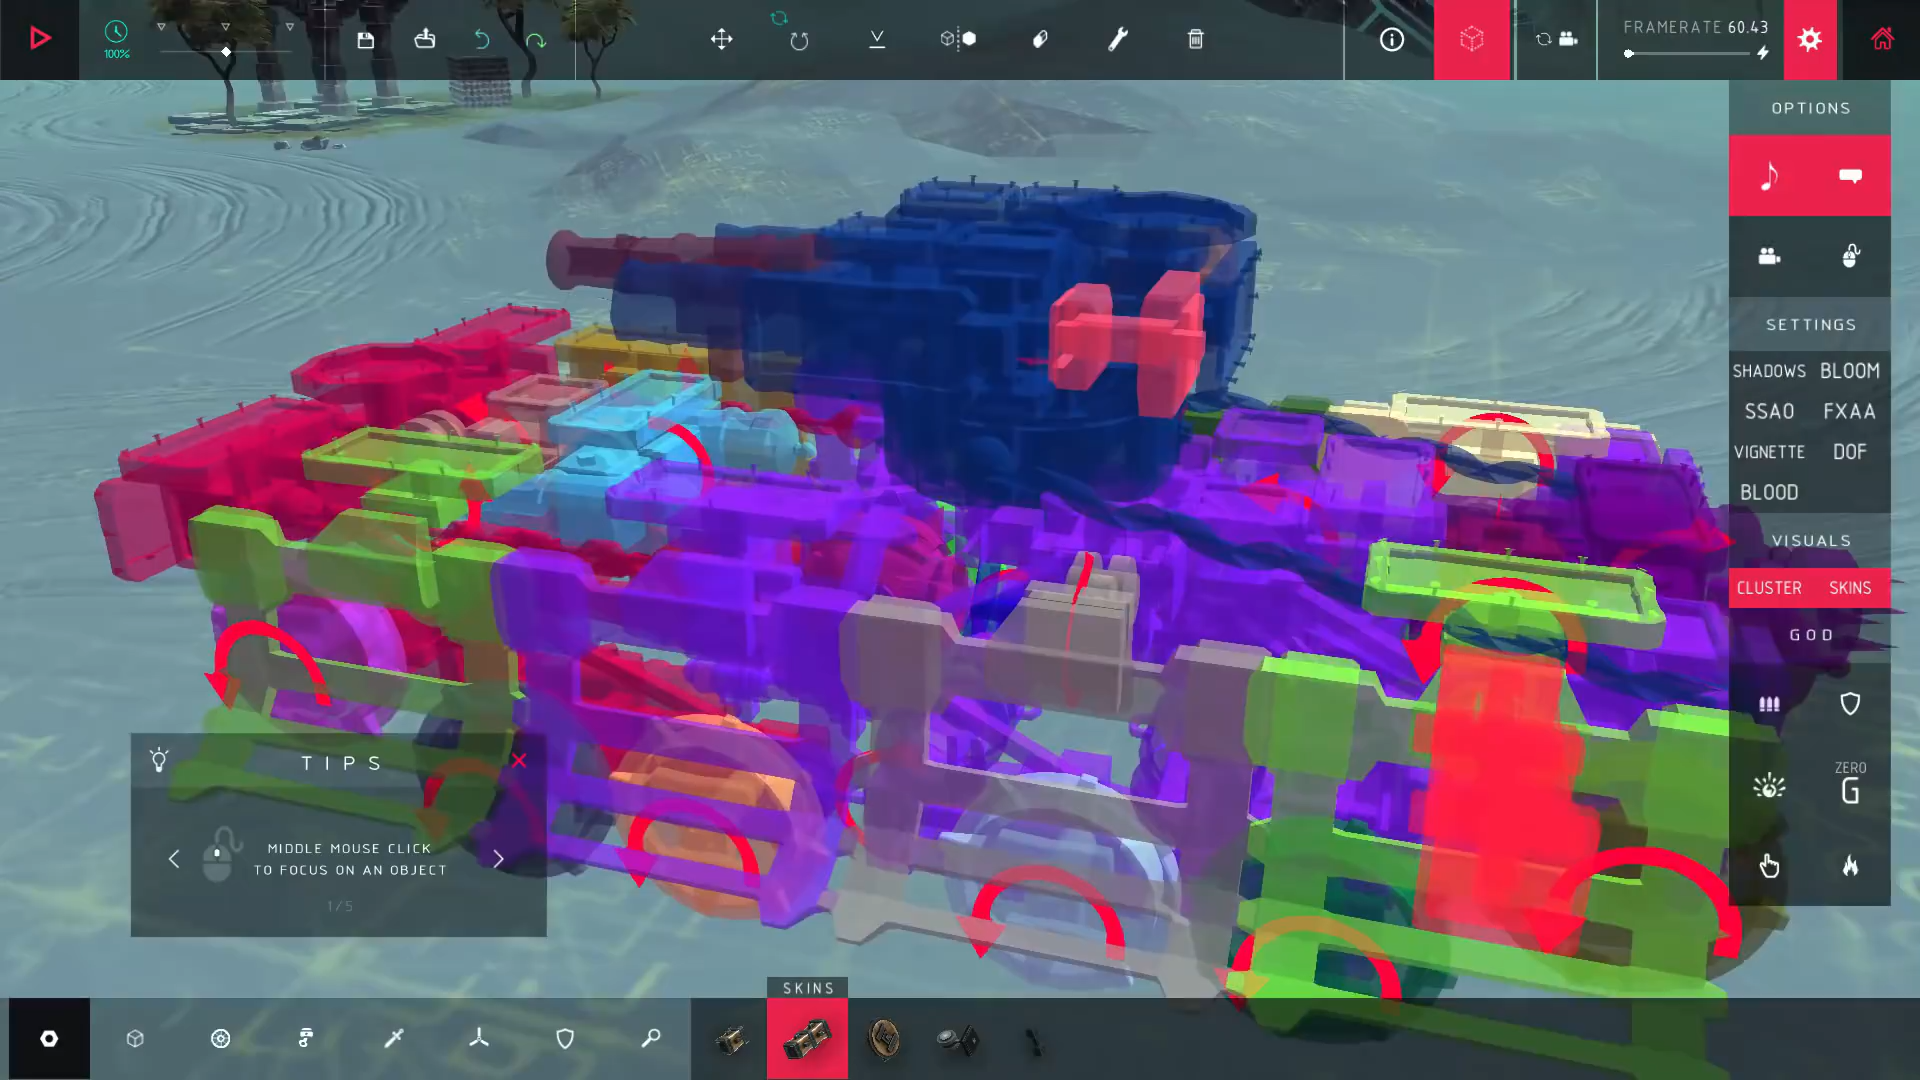 100%
FRAMERATE 60.43
OPTIONS
SETTINGS
SHADOWS BLOOM
SSAO FXAA
VIGNETTE DOF
BLOOD
VISUALS
CLUSTER SKINS
GOD
ZERO
G
TIPS
MIDDLE MOUSE CLICK
TO FOCUS ON AN OBJECT
1/5
SKINS